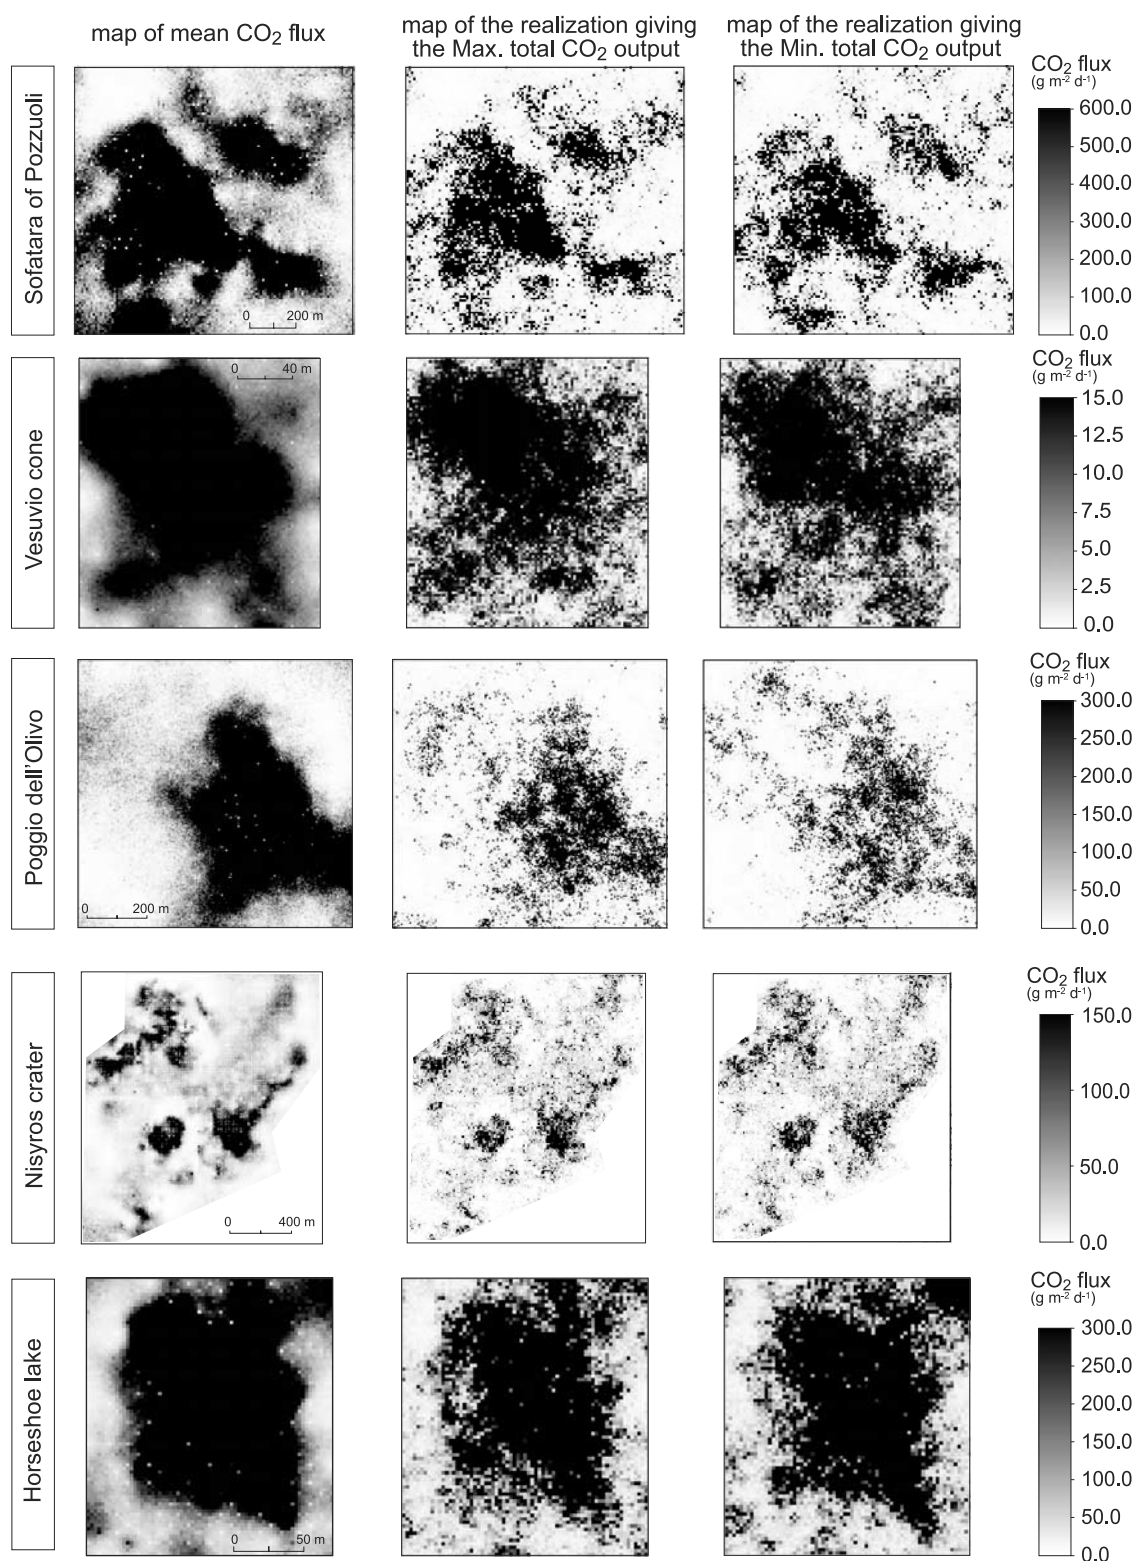 map of mean CO2 flux
map of the realization giving
the Max. total CO2 output
map of the realization giving
the Min. total CO2 output
Sofatara of Pozzuoli
0 200 m
CO2 flux
(g m-2 d-1)
600.0
500.0
400.0
300.0
200.0
100.0
0.0
Vesuvio cone
0 40 m
CO2 flux
(g m-2 d-1)
15.0
12.5
10.0
7.5
5.0
2.5
0.0
Poggio dell'Olivo
0 200 m
CO2 flux
(g m-2 d-1)
300.0
250.0
200.0
150.0
100.0
50.0
0.0
Nisyros crater
0 400 m
CO2 flux
(g m-2 d-1)
150.0
100.0
50.0
0.0
Horseshoe lake
0 50 m
CO2 flux
(g m-2 d-1)
300.0
250.0
200.0
150.0
100.0
50.0
0.0